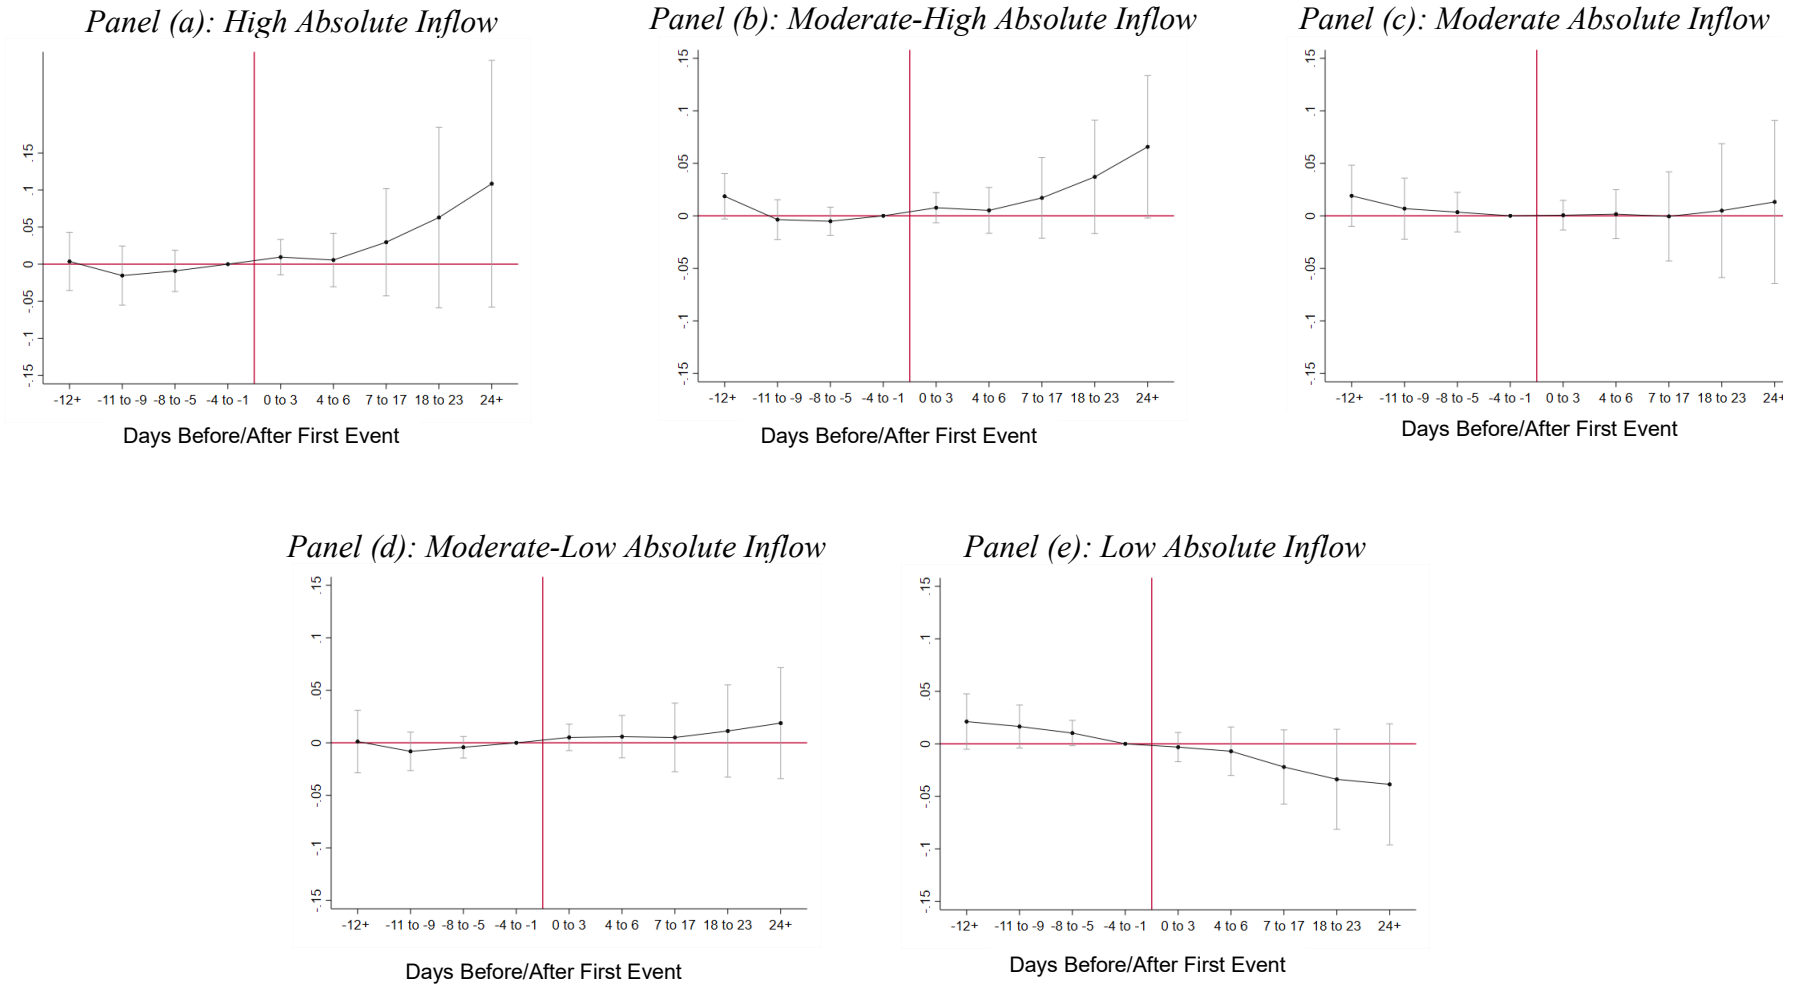 Panel (a): High Absolute Inflow
.15
.1
.05
0
-.05
-.1
-.15
-12+ -11 to -9 -8 to -5 -4 to -1 0 to 3 4 to 6 7 to 17 18 to 23 24+
Days Before/After First Event
Panel (b): Moderate-High Absolute Inflow
.15
.1
.05
0
-.05
-.1
-.15
-12+ -11 to -9 -8 to -5 -4 to -1 0 to 3 4 to 6 7 to 17 18 to 23 24+
Days Before/After First Event
Panel (c): Moderate Absolute Inflow
.15
.1
.05
0
-.05
-.1
-.15
-12+ -11 to -9 -8 to -5 -4 to -1 0 to 3 4 to 6 7 to 17 18 to 23 24+
Days Before/After First Event
Panel (d): Moderate-Low Absolute Inflow
.15
.1
.05
0
-.05
-.1
-.15
-12+ -11 to -9 -8 to -5 -4 to -1 0 to 3 4 to 6 7 to 17 18 to 23 24+
Days Before/After First Event
Panel (e): Low Absolute Inflow
.15
.1
.05
0
-.05
-.1
-.15
-12+ -11 to -9 -8 to -5 -4 to -1 0 to 3 4 to 6 7 to 17 18 to 23 24+
Days Before/After First Event